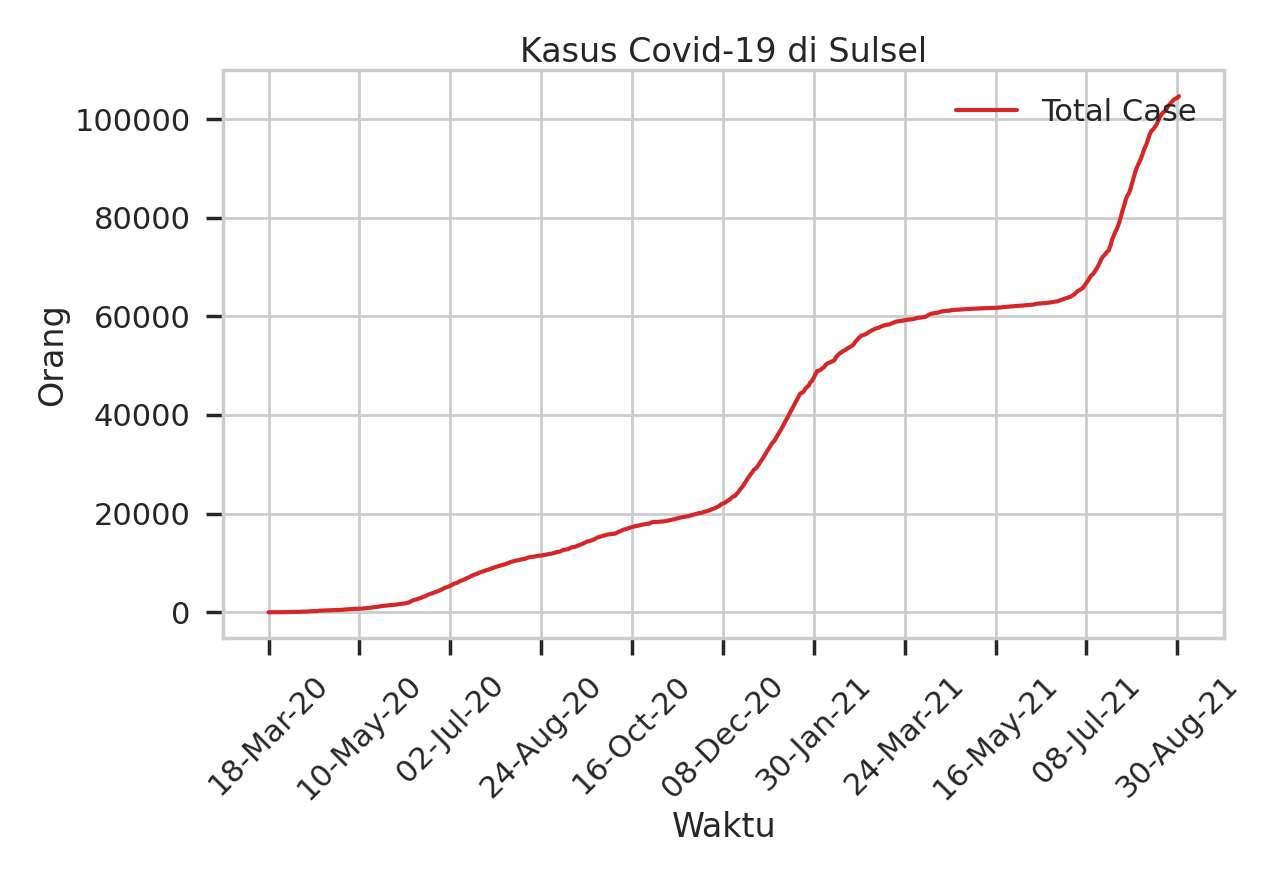 Kasus Covid-19 di Sulsel
Total Case
100000
80000
60000
40000
20000
0
Orang
18-Mar-20
10-May-20
02-Jul-20
24-Aug-20
16-Oct-20
08-Dec-20
30-Jan-21
24-Mar-21
16-May-21
08-Jul-21
30-Aug-21
Waktu